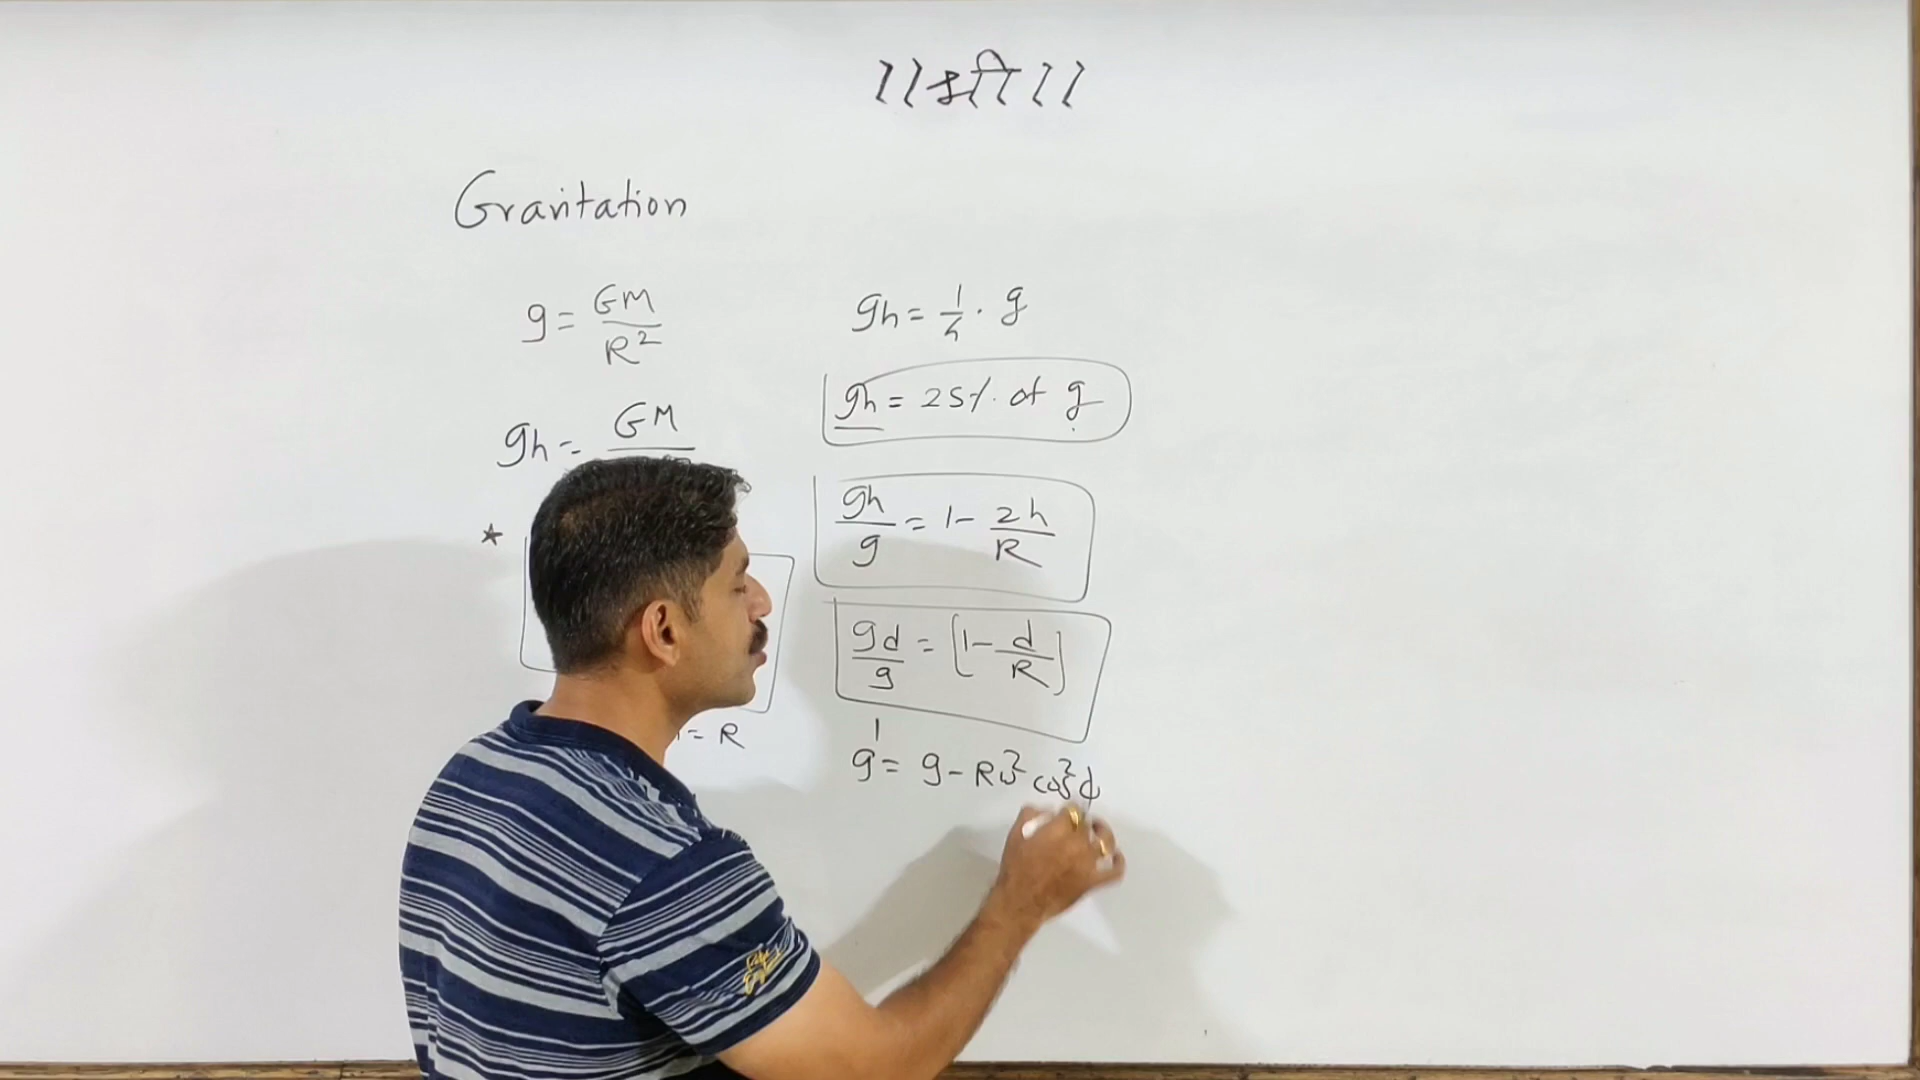 ॥ श्री ॥
Gravitation
g = GM / R²
gh = GM
★
= R
gh = 1/4 · g
gh = 25% of g
gh / g = 1 - 2h / R
gd / g = [1 - d / R]
g' = g - Rω² cos²ϕ